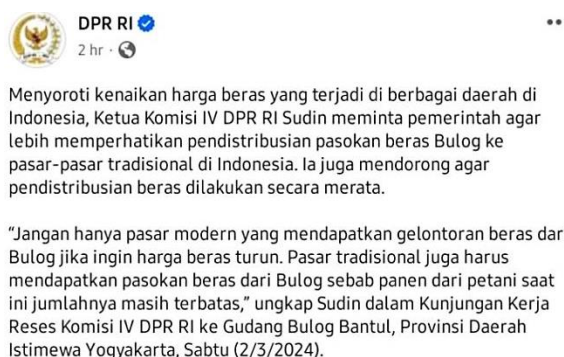 DPR RI
2 hr
Menyoroti kenaikan harga beras yang terjadi di berbagai daerah di
Indonesia, Ketua Komisi IV DPR RI Sudin meminta pemerintah agar
lebih memperhatikan pendistribusian pasokan beras Bulog ke
pasar-pasar tradisional di Indonesia. Ia juga mendorong agar
pendistribusian beras dilakukan secara merata.
“Jangan hanya pasar modern yang mendapatkan gelontoran beras dar
Bulog jika ingin harga beras turun. Pasar tradisional juga harus
mendapatkan pasokan beras dari Bulog sebab panen dari petani saat
ini jumlahnya masih terbatas,” ungkap Sudin dalam Kunjungan Kerja
Reses Komisi IV DPR RI ke Gudang Bulog Bantul, Provinsi Daerah
Istimewa Yogyakarta, Sabtu (2/3/2024).